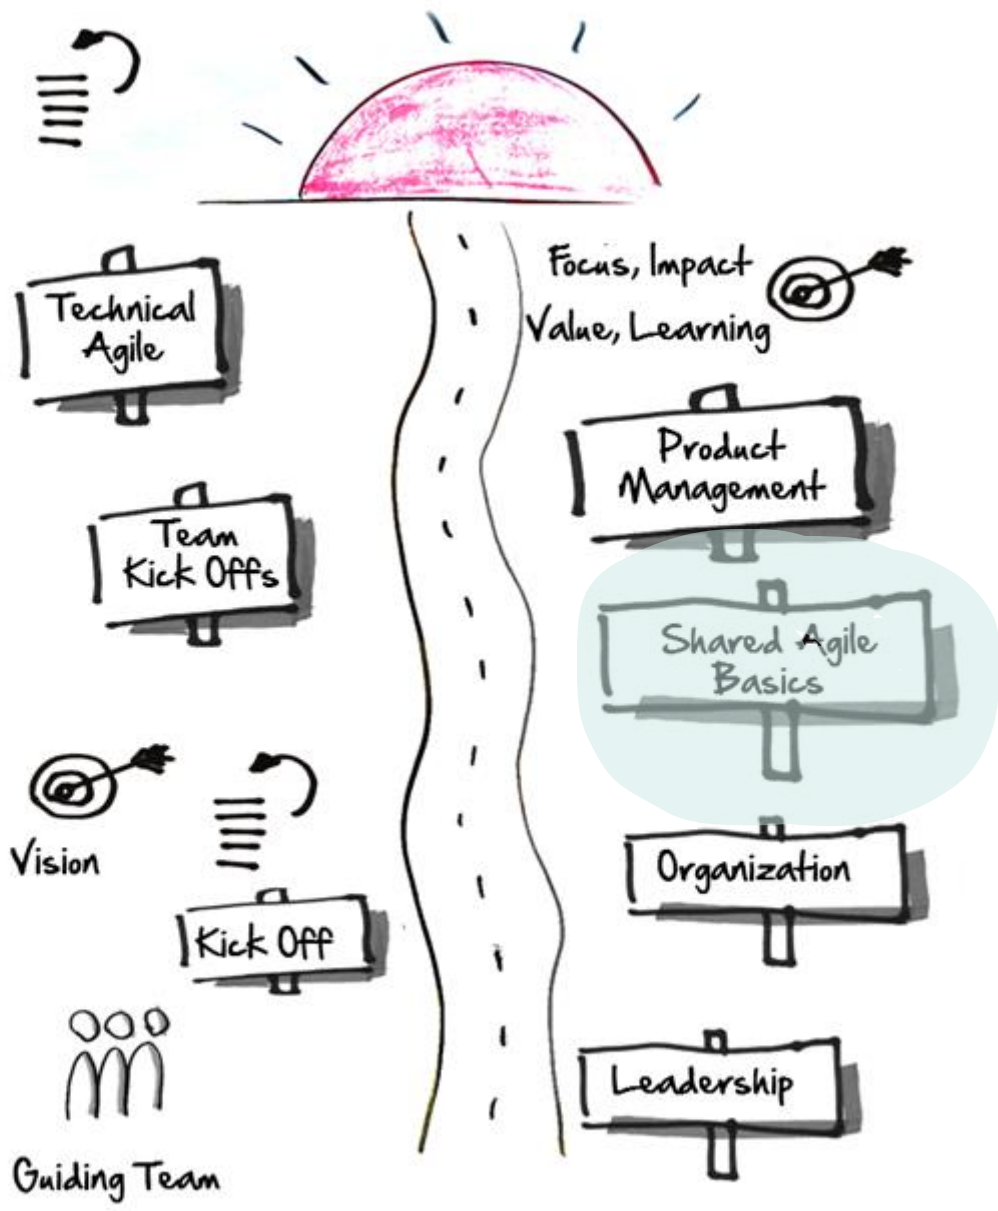 Focus, Impact
Value, Learning
Technical
Agile
Product
Management
Team
Kick Offs
Shared Agile
Basics
Vision
Organization
Kick Off
Leadership
Guiding Team